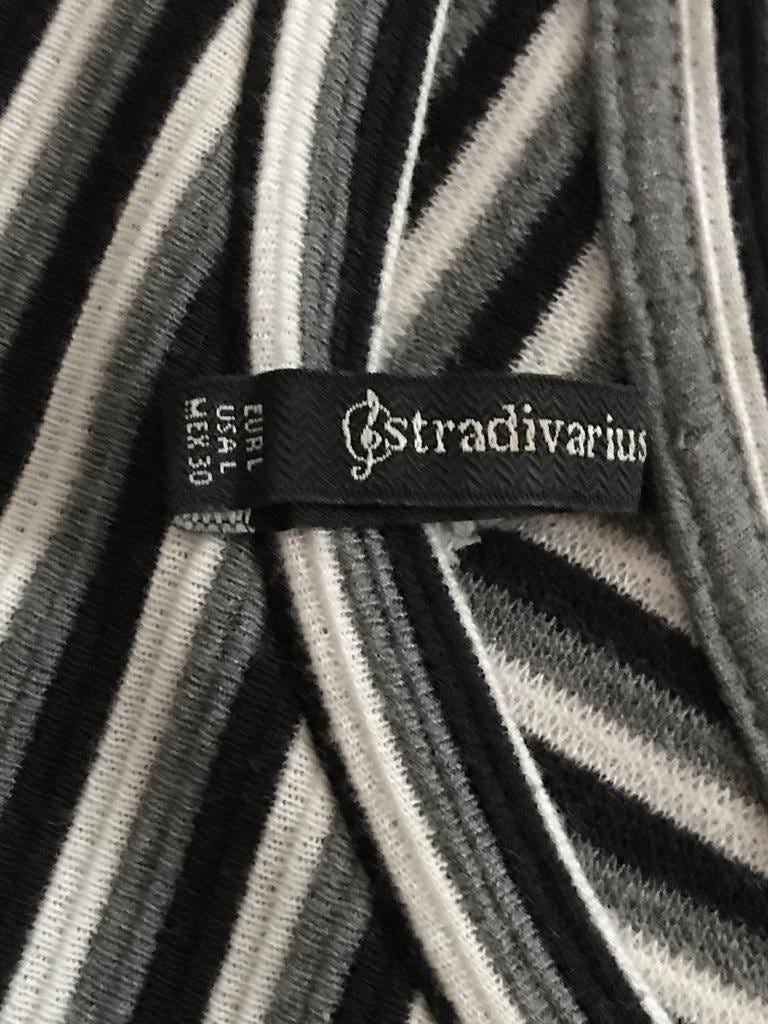 stradivarius
EUR L
USA L
MEX 30